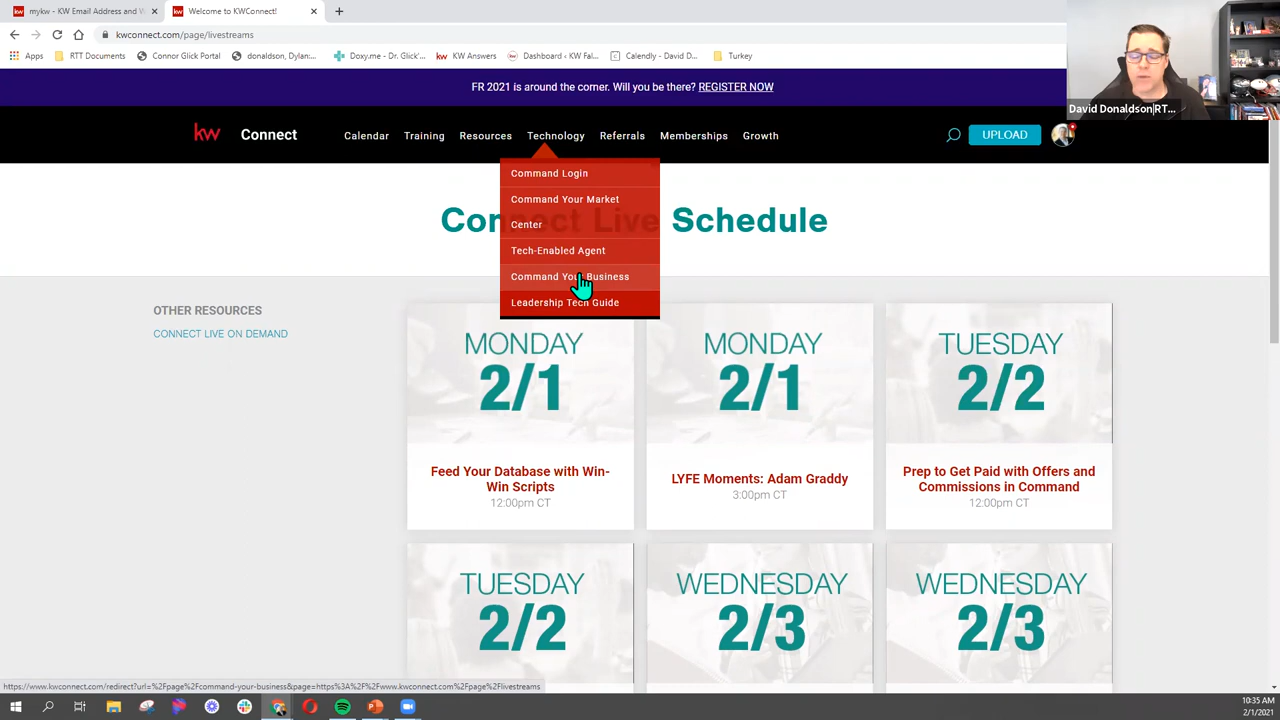 mykw - KW Email Address and W
Welcome to KWConnect!
kwconnect.com/page/livestreams
Apps
RTT Documents
Connor Glick Portal
donaldson, Dylan:...
Doxy.me - Dr. Glick'...
KW Answers
Dashboard ‹ KW Fal...
Calendly - David D...
Turkey
David Donaldson|RT...
FR 2021 is around the corner. Will you be there? REGISTER NOW
kw Connect
Calendar
Training
Resources
Technology
Referrals
Memberships
Growth
UPLOAD
Command Login
Command Your Market
Center
Tech-Enabled Agent
Command Your Business
Leadership Tech Guide
Connect Live Schedule
OTHER RESOURCES
CONNECT LIVE ON DEMAND
MONDAY
2/1
Feed Your Database with Win-
Win Scripts
12:00pm CT
MONDAY
2/1
LYFE Moments: Adam Graddy
3:00pm CT
TUESDAY
2/2
Prep to Get Paid with Offers and
Commissions in Command
12:00pm CT
TUESDAY
2/2
WEDNESDAY
2/3
WEDNESDAY
2/3
https://www.kwconnect.com/redirect?url=%2Fpage%2Fcommand-your-business&page=https%3A%2F%2Fwww.kwconnect.com%2Fpage%2Flivestreams
10:35 AM
2/1/2021